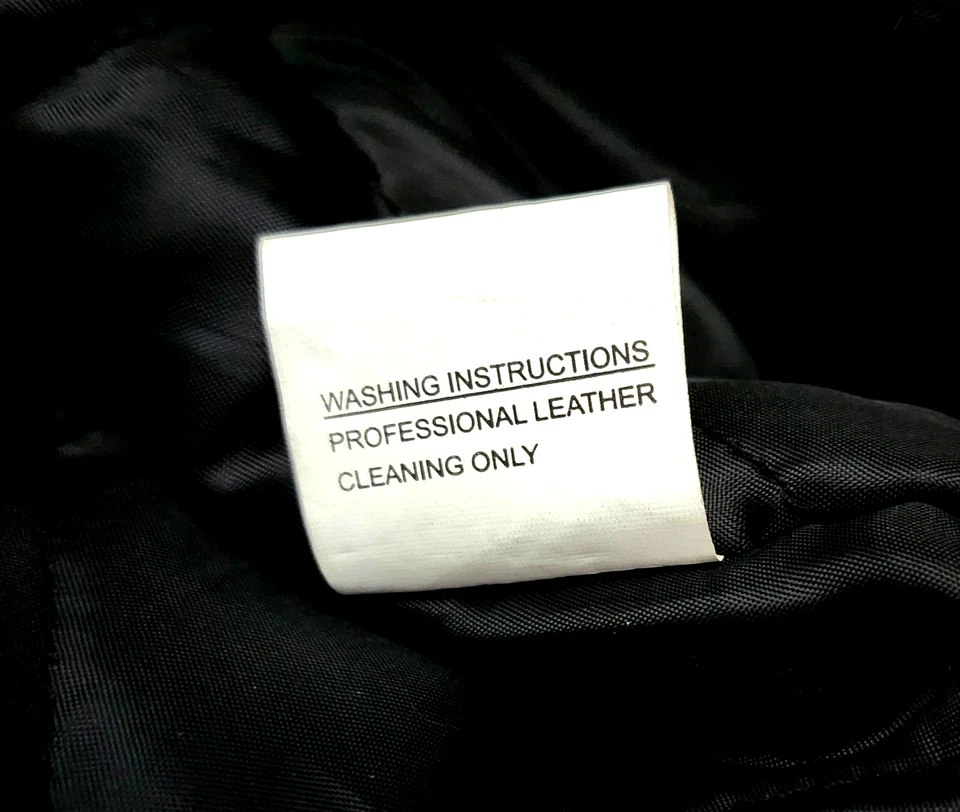 WASHING INSTRUCTIONS
PROFESSIONAL LEATHER
CLEANING ONLY